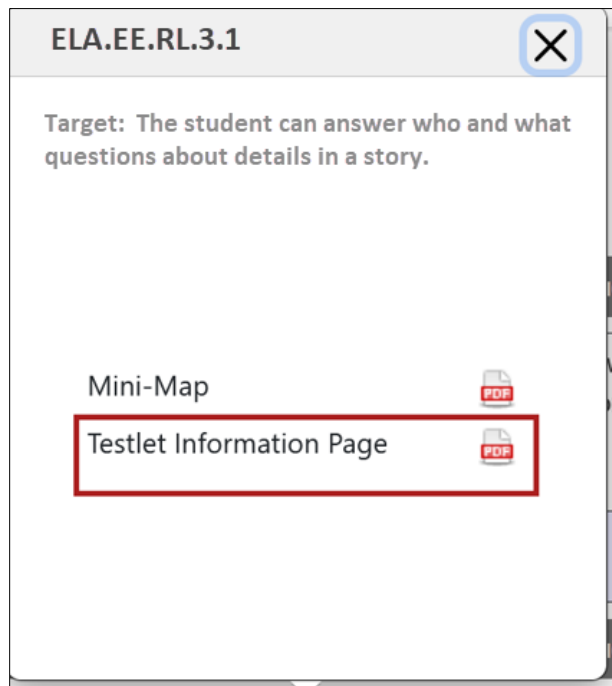 ELA.EE.RL.3.1
Target:  The student can answer who and what
questions about details in a story.
Mini-Map
PDF
Testlet Information Page
PDF